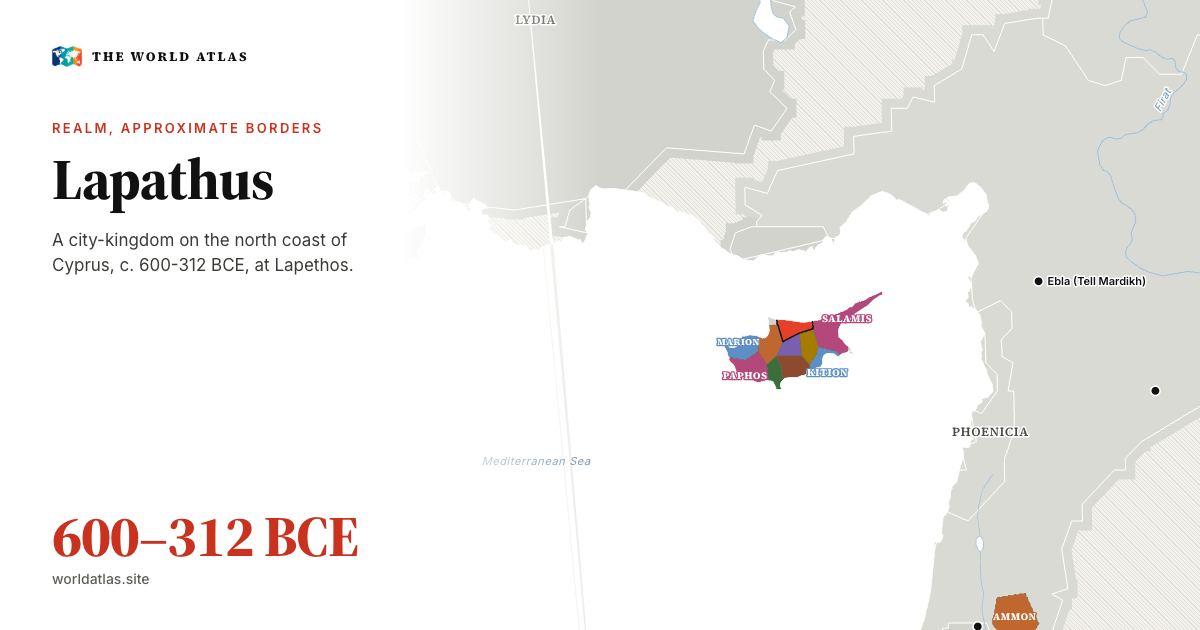 THE WORLD ATLAS
REALM, APPROXIMATE BORDERS
Lapathus
A city-kingdom on the north coast of
Cyprus, c. 600-312 BCE, at Lapethos.
600–312 BCE
worldatlas.site
LYDIA
Fırat
Ebla (Tell Mardikh)
SALAMIS
MARION
PAPHOS
KITION
PHOENICIA
Mediterranean Sea
AMMON